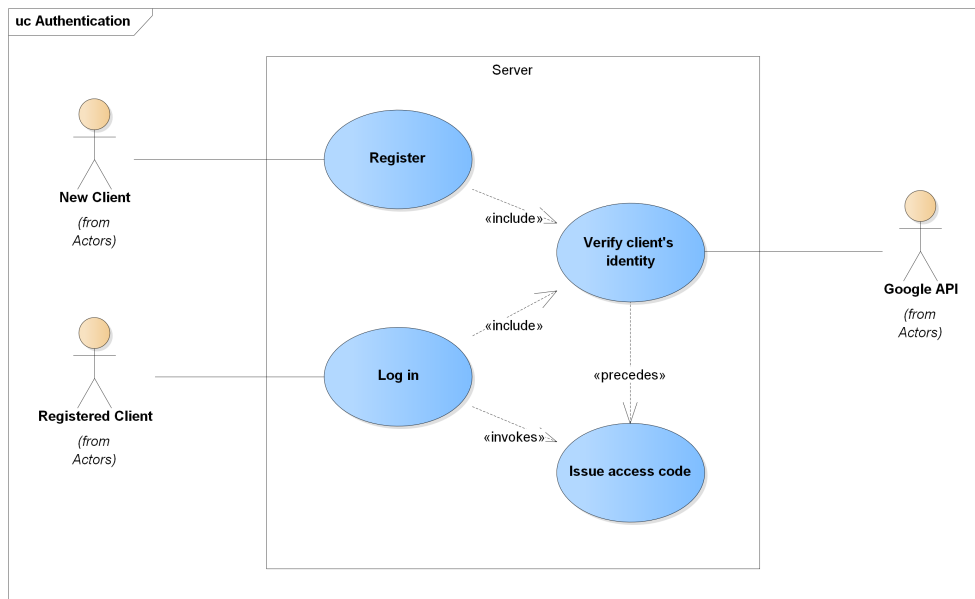 uc Authentication
Server
Register
New Client
(from
Actors)
«include»
Verify client's
identity
Google API
(from
Actors)
«include»
Log in
«precedes»
Registered Client
(from
Actors)
«invokes»
Issue access code